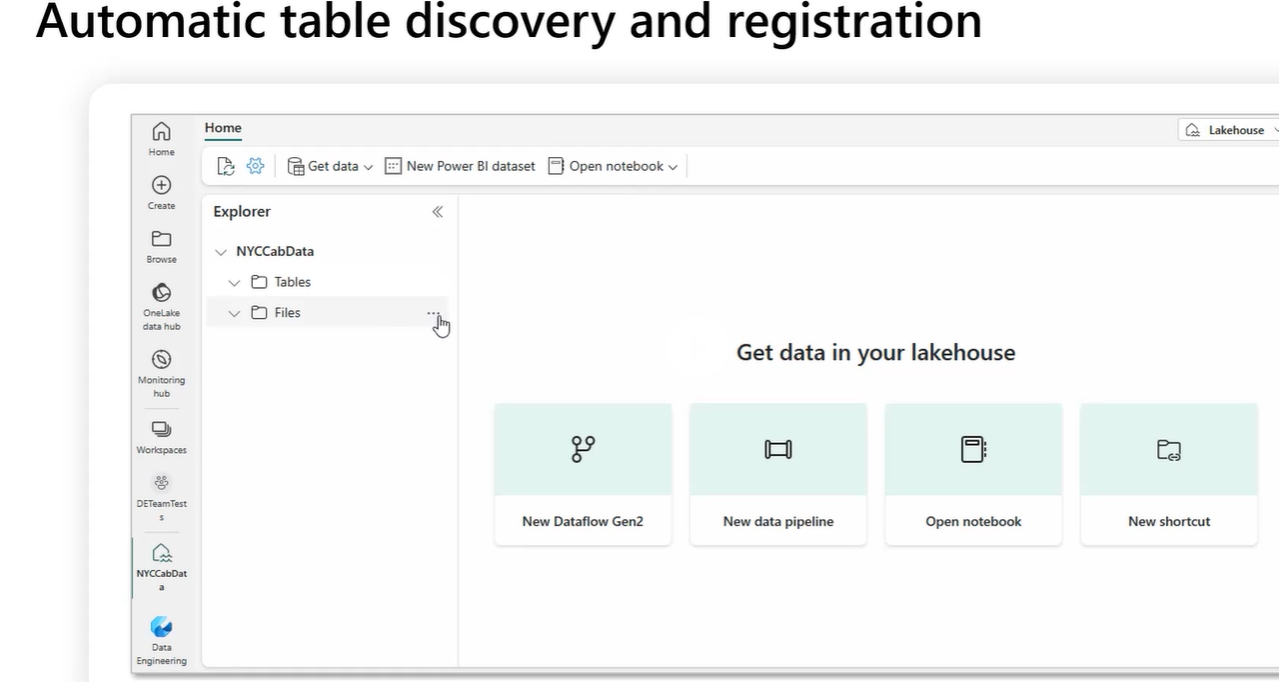 Automatic table discovery and registration
Home
Lakehouse
Home
Get data
New Power BI dataset
Open notebook
Create
Explorer
Browse
NYCCabData
Tables
OneLake
data hub
Files
Monitoring
hub
Get data in your lakehouse
Workspaces
DETeamTest
s
New Dataflow Gen2
New data pipeline
Open notebook
New shortcut
NYCCabDat
a
Data
Engineering